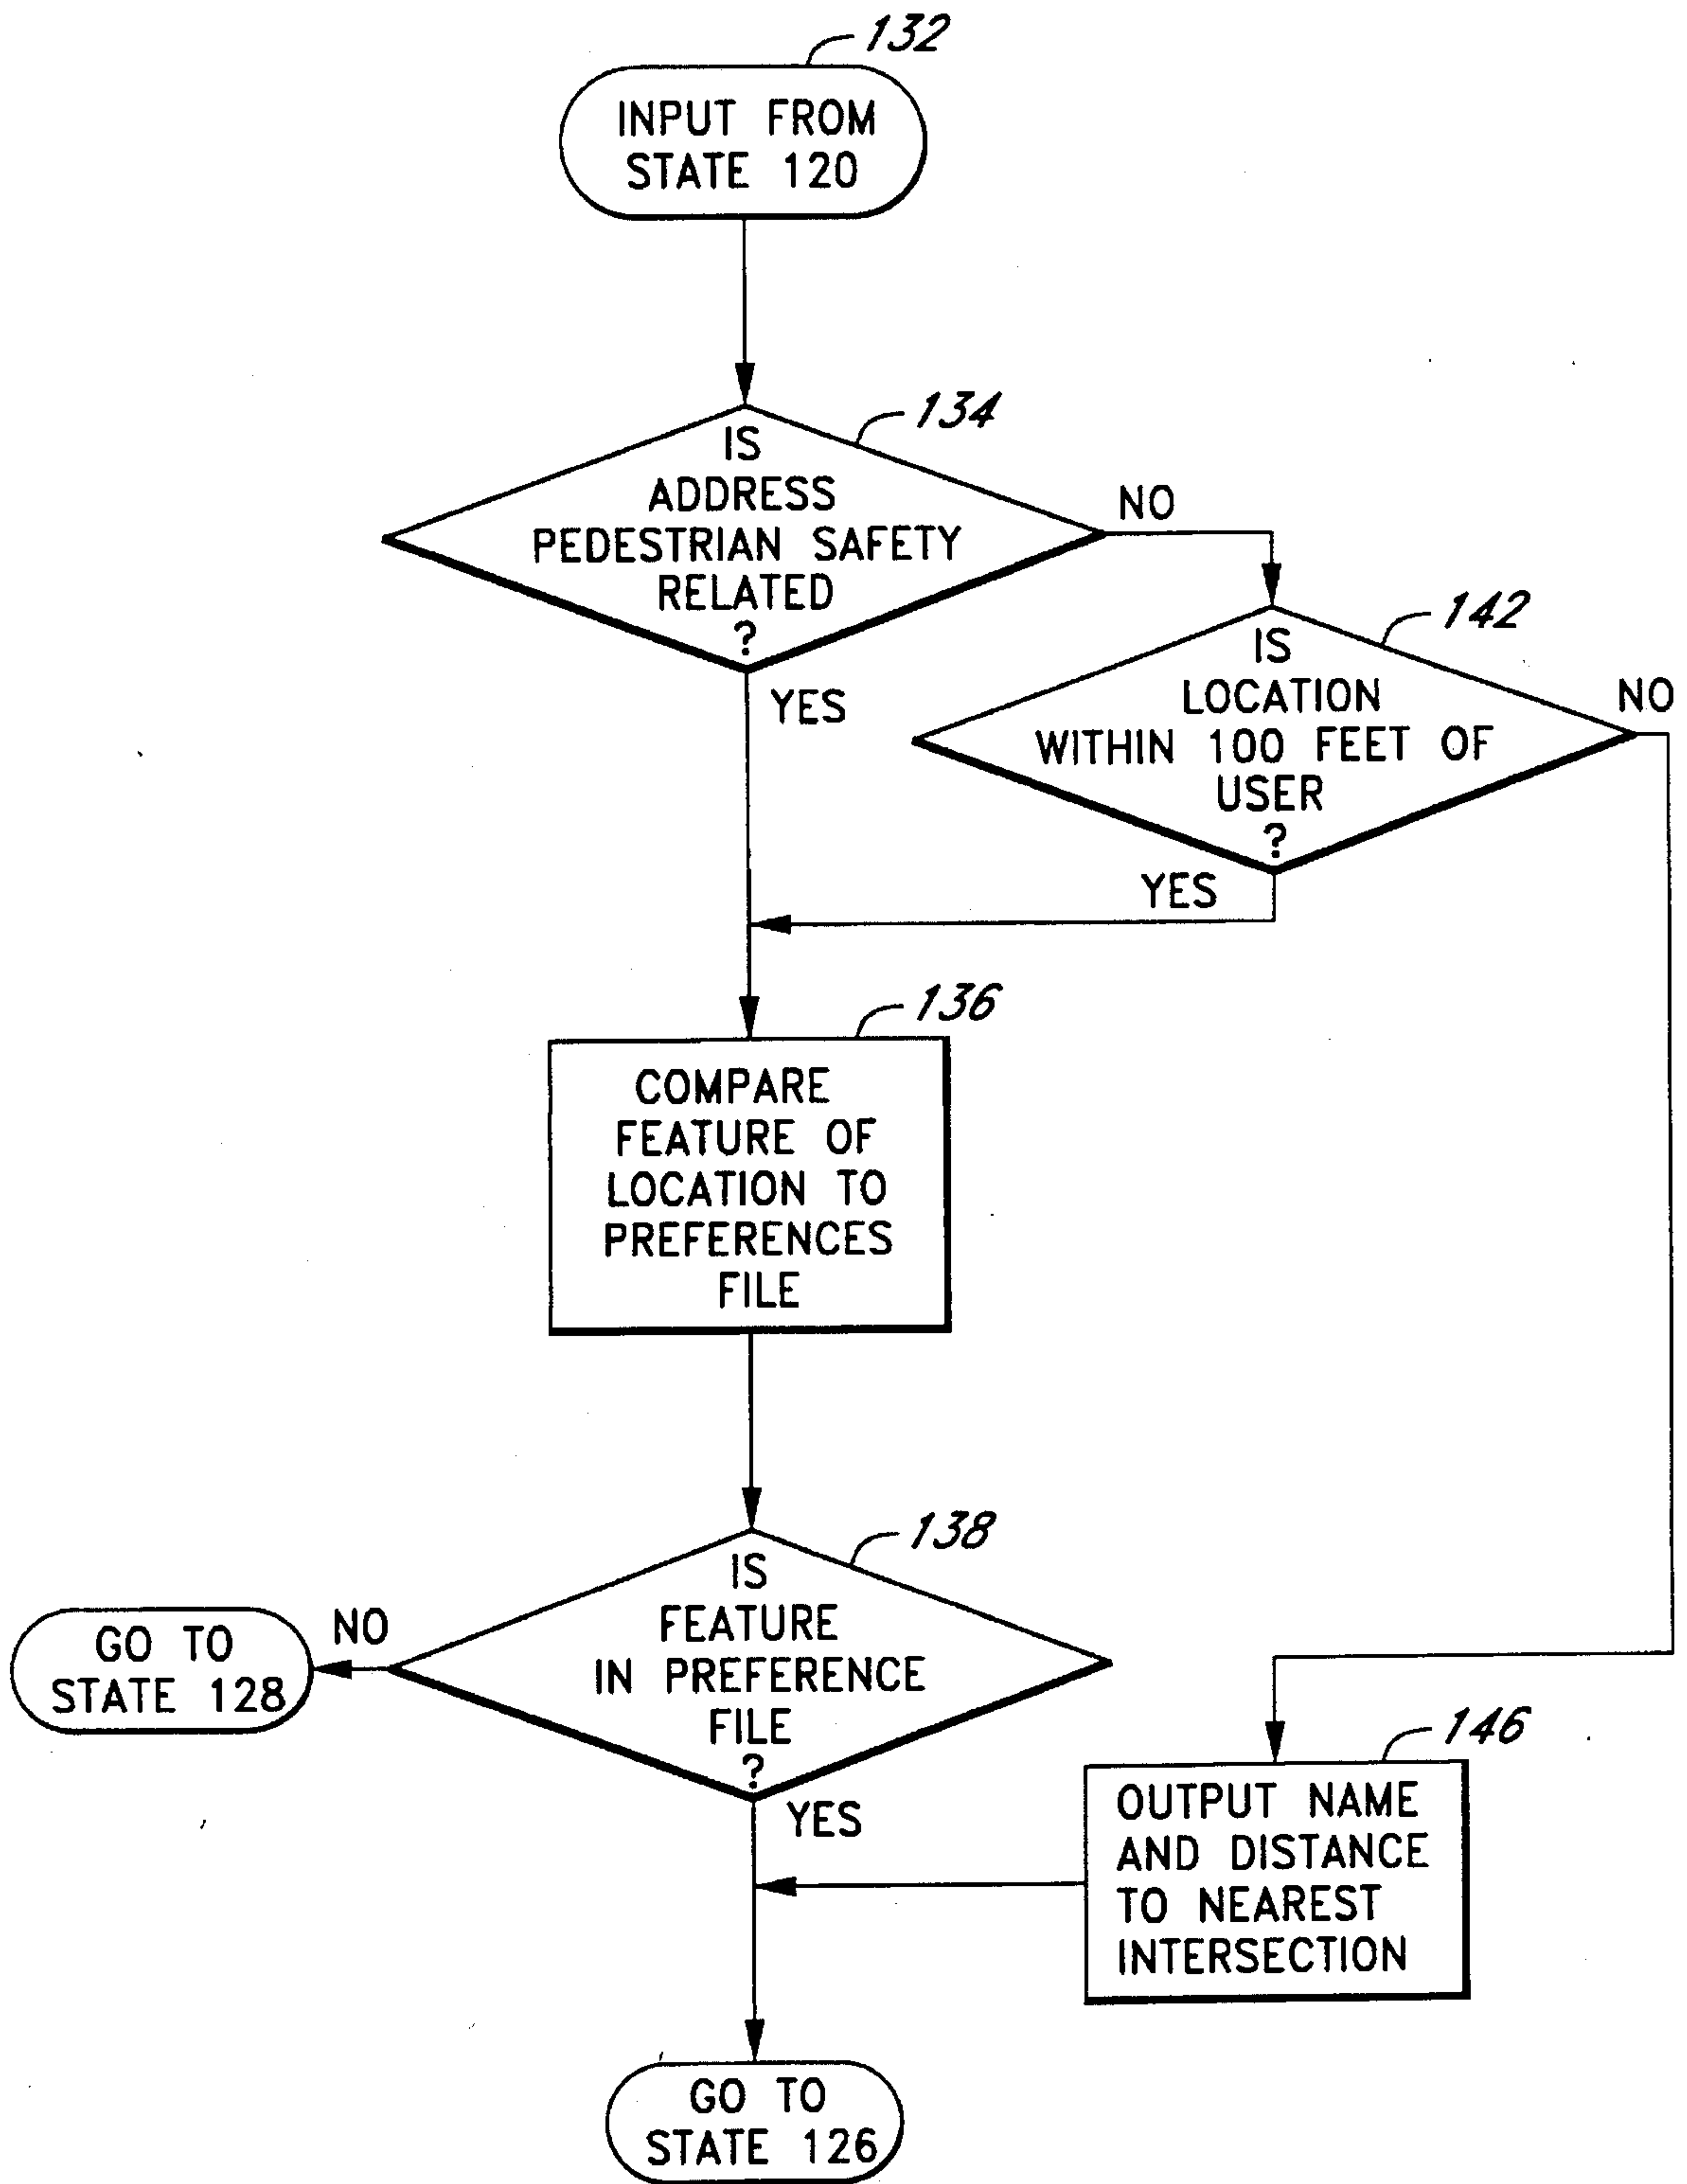 132
INPUT FROM
STATE 120
134
IS
ADDRESS
PEDESTRIAN SAFETY
RELATED
?
NO
YES
142
IS
LOCATION
WITHIN 100 FEET OF
USER
?
NO
YES
136
COMPARE
FEATURE OF
LOCATION TO
PREFERENCES
FILE
138
IS
FEATURE
IN PREFERENCE
FILE
?
NO
GO TO
STATE 128
YES
146
OUTPUT NAME
AND DISTANCE
TO NEAREST
INTERSECTION
GO TO
STATE 126